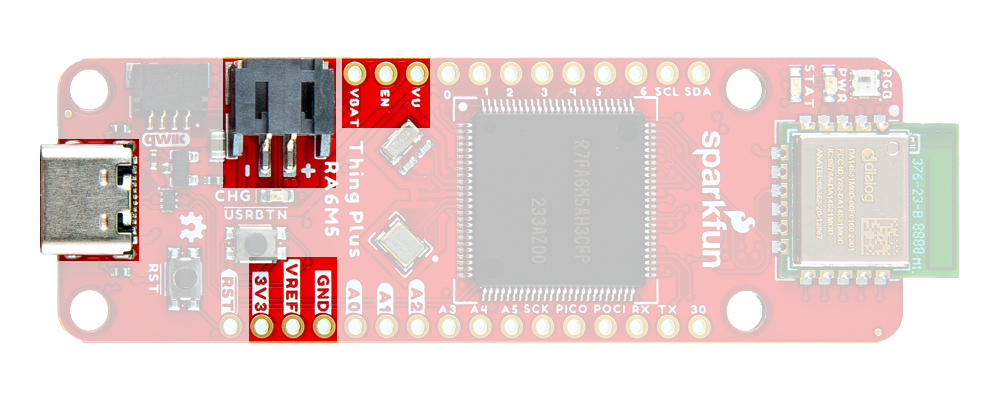 VBAT
EN
VU
0
1
2
3
4
5
6
SCL
SDA
STAT
PWR
RGB
qwiic
- +
RA6M5
Thing Plus
CHG
USRBTN
R7A6M5AH3CFP
233AZ00
sparkfun
dialog
376-23-B 8888 M1
RST
RST
3V3
VREF
GND
A0
A1
A2
A3
A4
A5
SCK
PICO
POCI
RX
TX
30